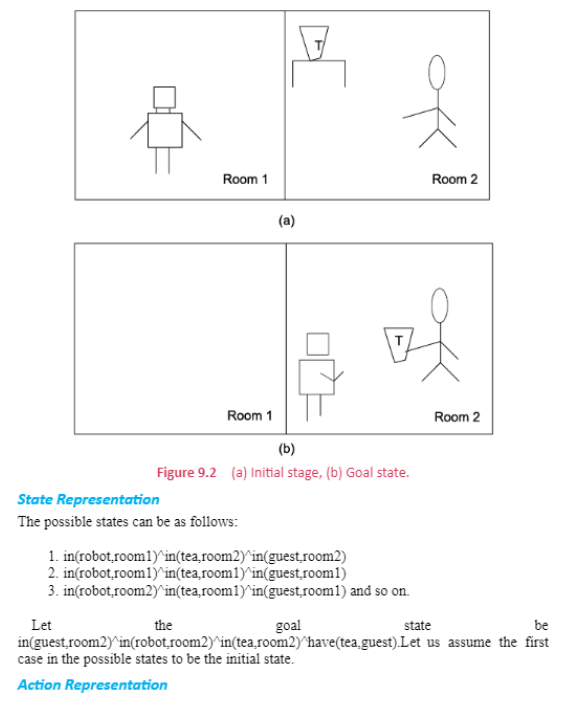 T
Room 1
Room 2
(a)
T
Room 1
Room 2
(b)
Figure 9.2 (a) Initial stage, (b) Goal state.
State Representation
The possible states can be as follows:
1. in(robot,room1)^in(tea,room2)^in(guest,room2)
2. in(robot,room1)^in(tea,room1)^in(guest,room1)
3. in(robot,room2)^in(tea,room1)^in(guest,room1) and so on.
Let the goal state be
in(guest,room2)^in(robot,room2)^in(tea,room2)^have(tea,guest).Let us assume the first
case in the possible states to be the initial state.
Action Representation